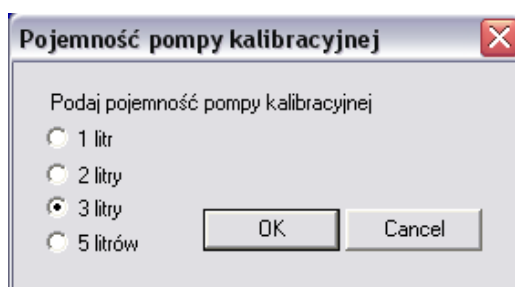 Pojemność pompy kalibracyjnej
Podaj pojemność pompy kalibracyjnej
1 litr
2 litry
3 litry
5 litrów
OK
Cancel